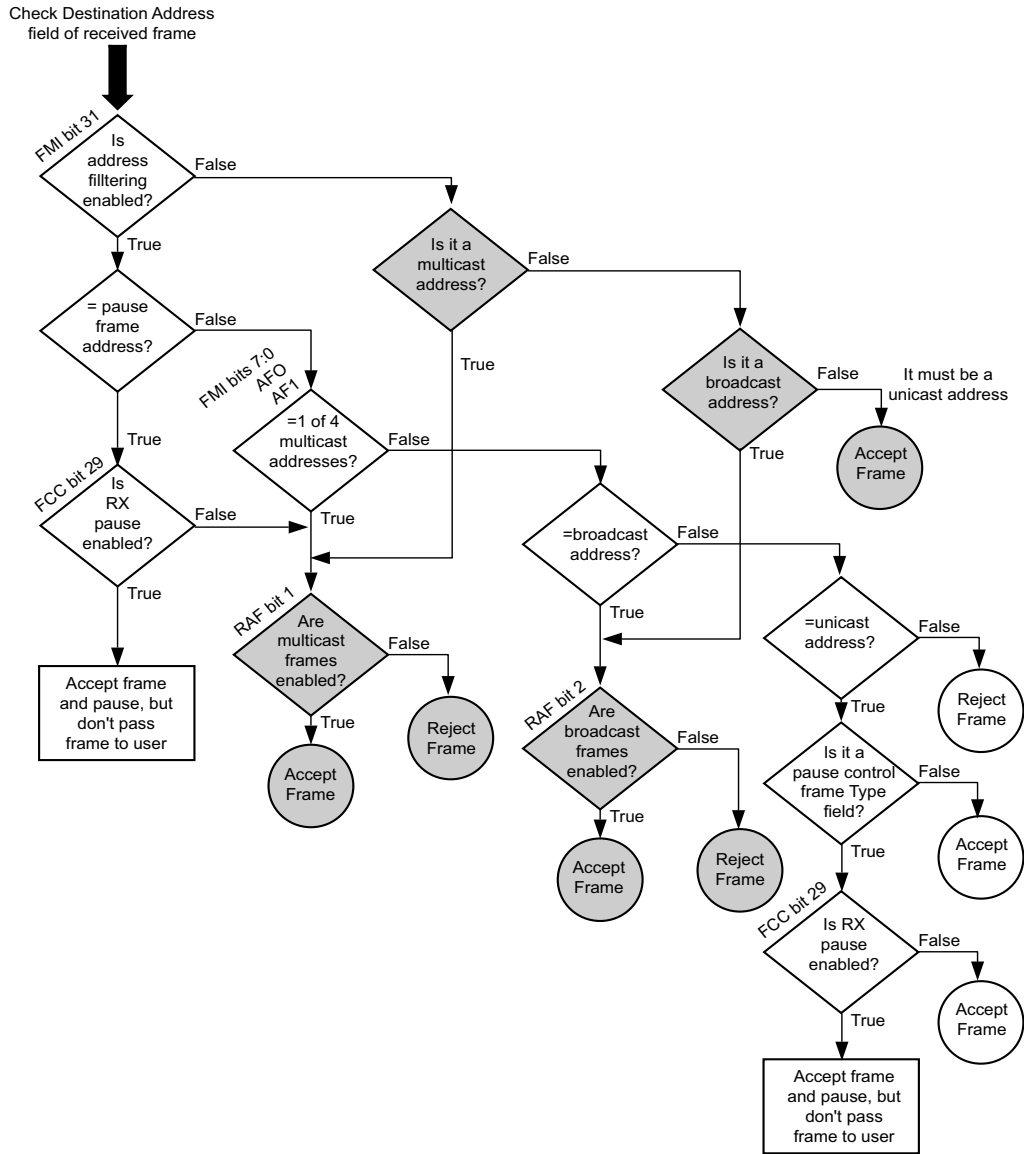 Check Destination Address
field of received frame
FMI bit 31
Is
address
filltering
enabled?
False
True
Is it a
multicast
address?
False
True
= pause
frame
address?
False
True
FMI bits 7:0
AFO
AF1
=1 of 4
multicast
addresses?
False
True
Is it a
broadcast
address?
False
True
It must be a
unicast address
Accept
Frame
FCC bit 29
Is
RX
pause
enabled?
False
True
=broadcast
address?
False
True
Accept frame
and pause, but
don't pass
frame to user
RAF bit 1
Are
multicast
frames
enabled?
False
True
Reject
Frame
Accept
Frame
=unicast
address?
False
True
Reject
Frame
RAF bit 2
Are
broadcast
frames
enabled?
False
True
Accept
Frame
Reject
Frame
Is it a
pause control
frame Type
field?
False
True
Accept
Frame
FCC bit 29
Is RX
pause
enabled?
False
True
Accept
Frame
Accept frame
and pause, but
don't pass
frame to user